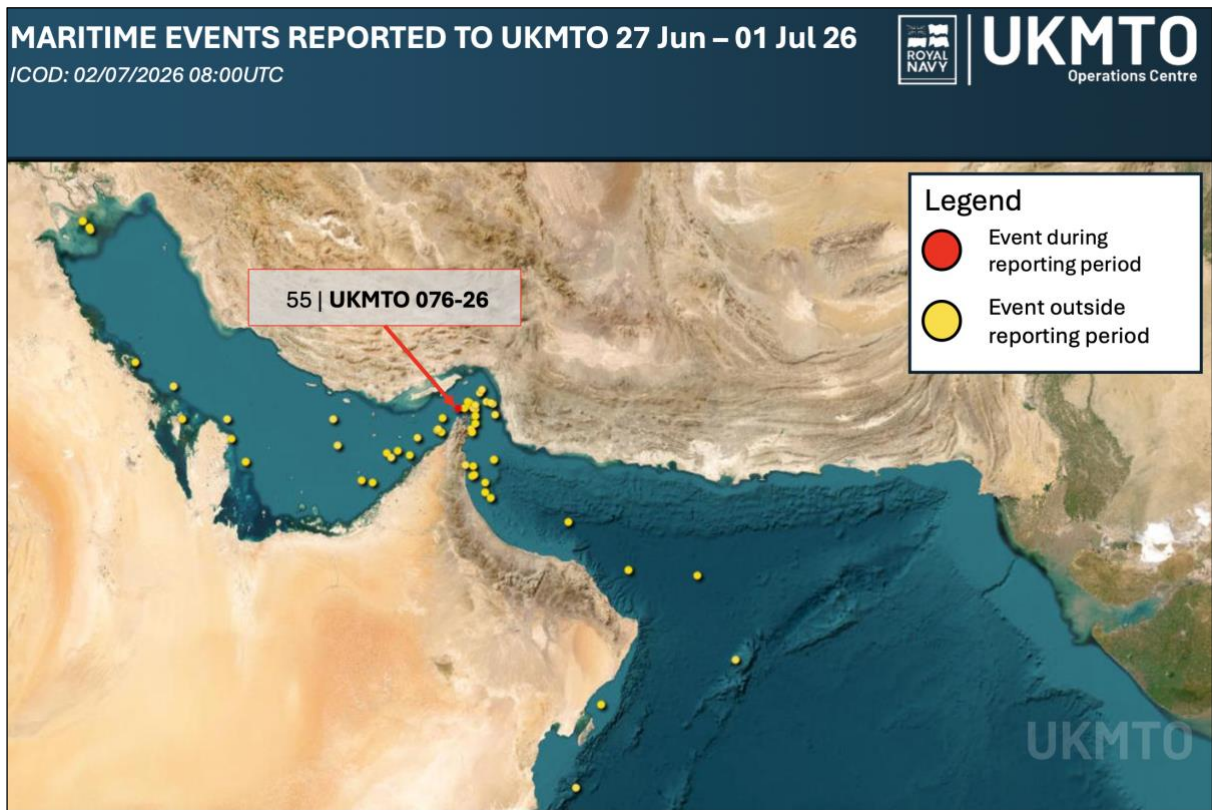 MARITIME EVENTS REPORTED TO UKMTO 27 Jun – 01 Jul 26
ICOD: 02/07/2026 08:00UTC
ROYAL
NAVY
UKMTO
Operations Centre
Legend
Event during
reporting period
Event outside
reporting period
55 | UKMTO 076-26
UKMTO